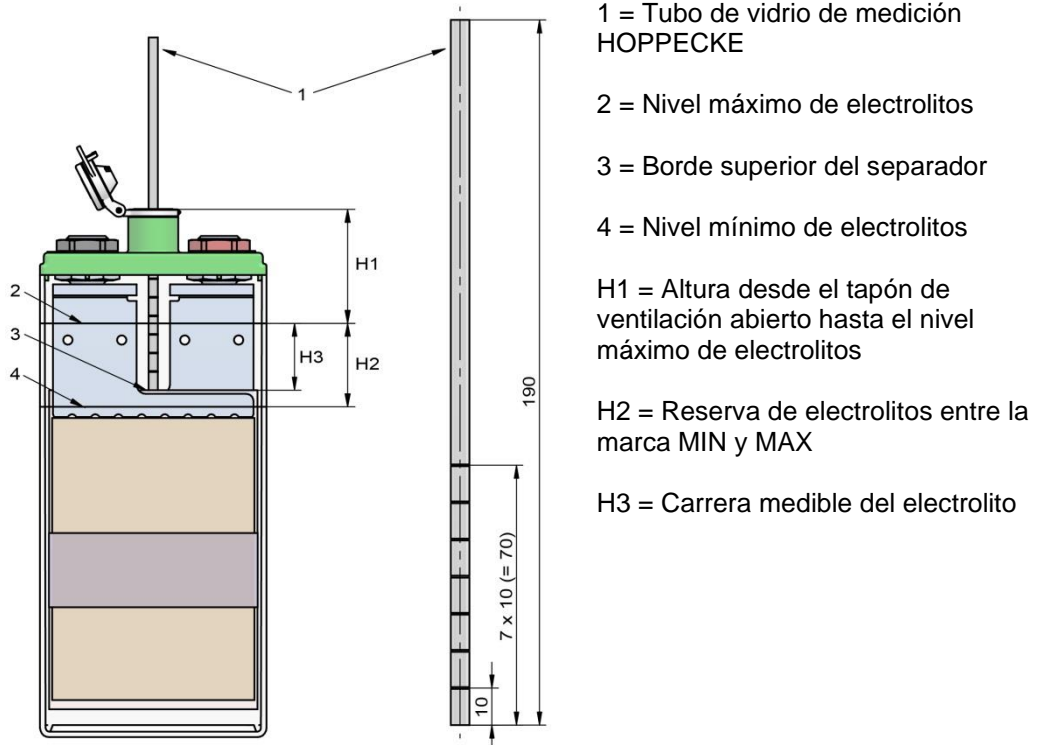 1 = Tubo de vidrio de medición
HOPPECKE
2 = Nivel máximo de electrolitos
3 = Borde superior del separador
4 = Nivel mínimo de electrolitos
H1 = Altura desde el tapón de
ventilación abierto hasta el nivel
máximo de electrolitos
H2 = Reserva de electrolitos entre la
marca MIN y MAX
H3 = Carrera medible del electrolito
1
H1
2
3
H3
H2
4
190
7 x 10 (= 70)
10